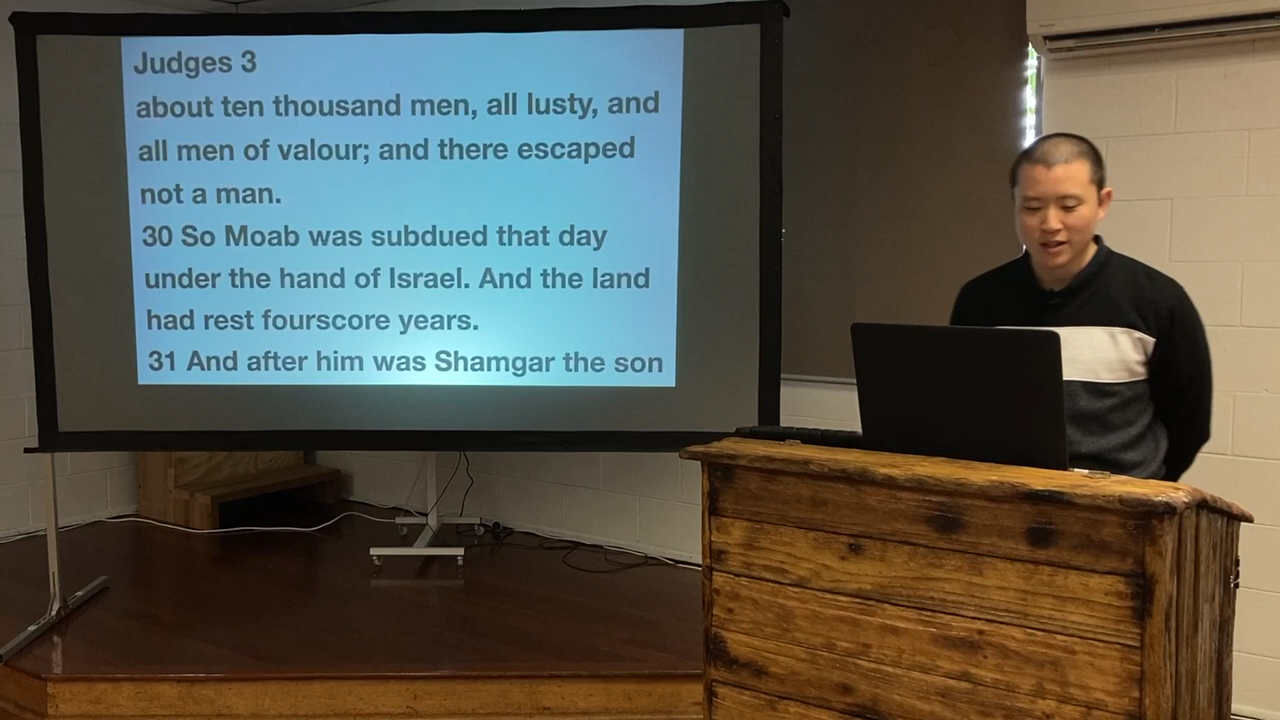 Judges 3
about ten thousand men, all lusty, and
all men of valour; and there escaped
not a man.
30 So Moab was subdued that day
under the hand of Israel. And the land
had rest fourscore years.
31 And after him was Shamgar the son